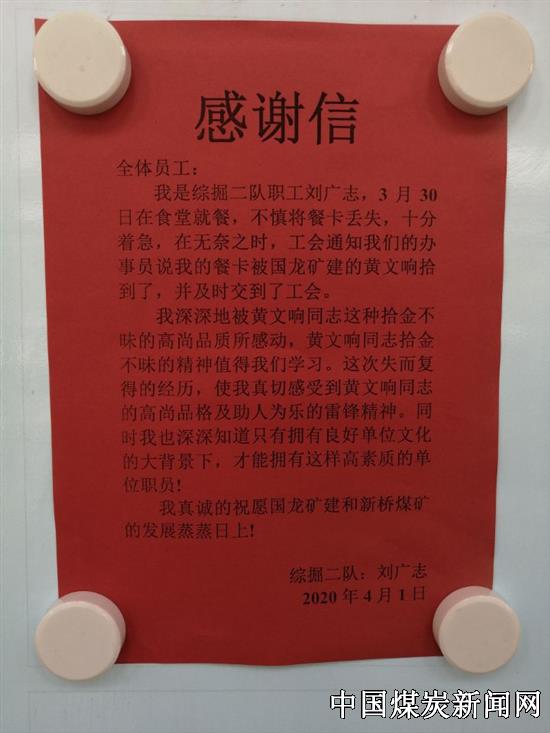 感谢信
全体员工：
我是综掘二队职工刘广志，3 月 30
日在食堂就餐，不慎将餐卡丢失，十分
着急，在无奈之时，工会通知我们的办
事员说我的餐卡被国龙矿建的黄文响拾
到了，并及时交到了工会。
我深深地被黄文响同志这种拾金不
昧的高尚品质所感动，黄文响同志拾金
不昧的精神值得我们学习。这次失而复
得的经历，使我真切感受到黄文响同志
的高尚品格及助人为乐的雷锋精神。同
时我也深深知道只有拥有良好单位文化
的大背景下，才能拥有这样高素质的单
位职员!
我真诚的祝愿国龙矿建和新桥煤矿
的发展蒸蒸日上!
综掘二队：刘广志
2020 年 4 月 1 日
中国煤炭新闻网